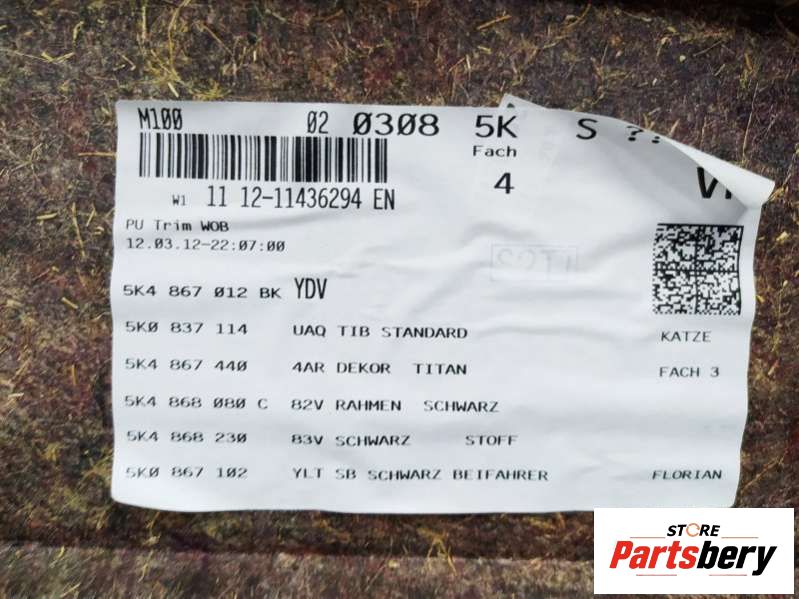 M100 02 0308 5K S ??
Fach
4
W1 11 12-11436294 EN
PU Trim WOB
12.03.12-22:07:00
5K4 867 012 BK YDV
5K0 837 114 UAQ TIB STANDARD KATZE
5K4 867 440 4AR DEKOR TITAN FACH 3
5K4 868 080 C 82V RAHMEN SCHWARZ
5K4 868 230 83V SCHWARZ STOFF
5K0 867 102 YLT SB SCHWARZ BEIFAHRER FLORIAN
STORE
Partsbery